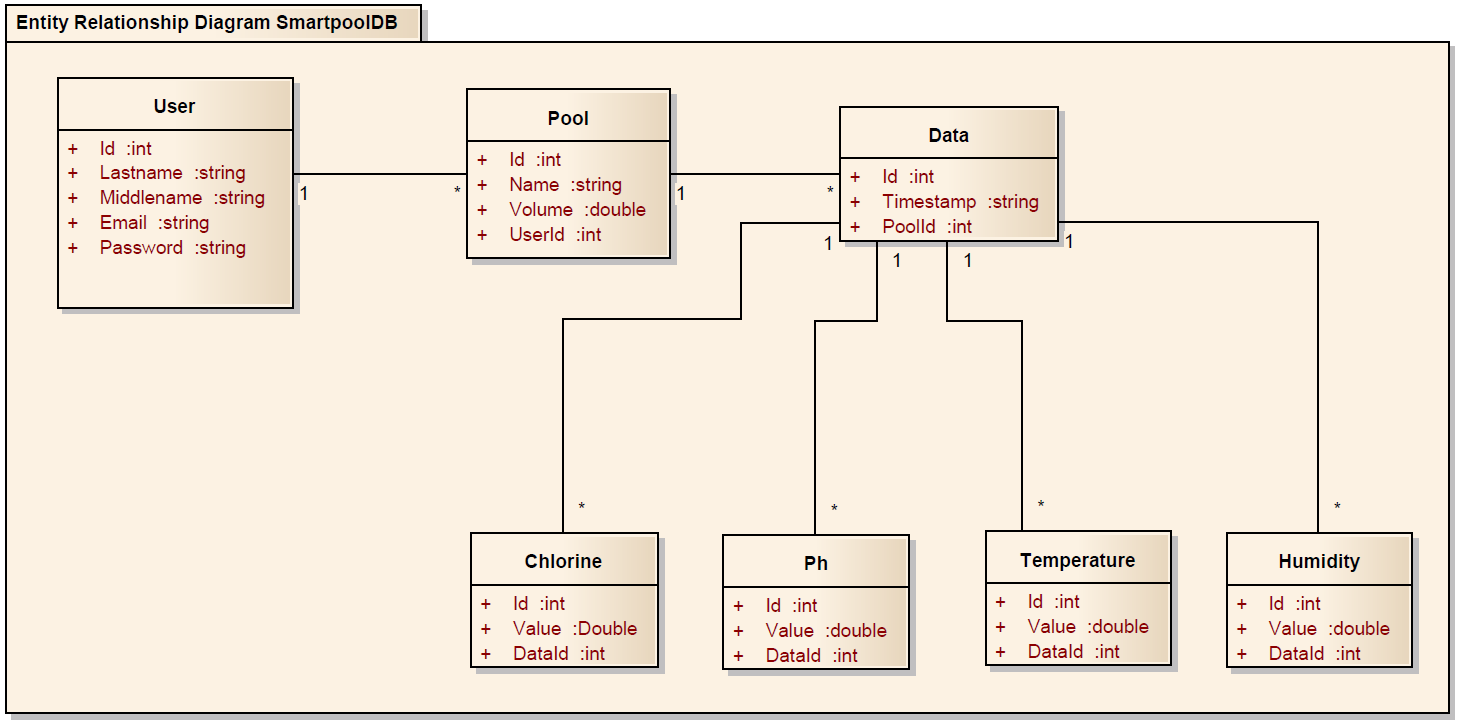 Entity Relationship Diagram SmartpoolDB
User
+ Id :int
+ Lastname :string
+ Middlename :string
+ Email :string
+ Password :string
1
*
Pool
+ Id :int
+ Name :string
+ Volume :double
+ UserId :int
1
*
Data
+ Id :int
+ Timestamp :string
+ PoolId :int
1
1
1
1
*
*
*
*
Chlorine
+ Id :int
+ Value :Double
+ DataId :int
Ph
+ Id :int
+ Value :double
+ DataId :int
Temperature
+ Id :int
+ Value :double
+ DataId :int
Humidity
+ Id :int
+ Value :double
+ DataId :int